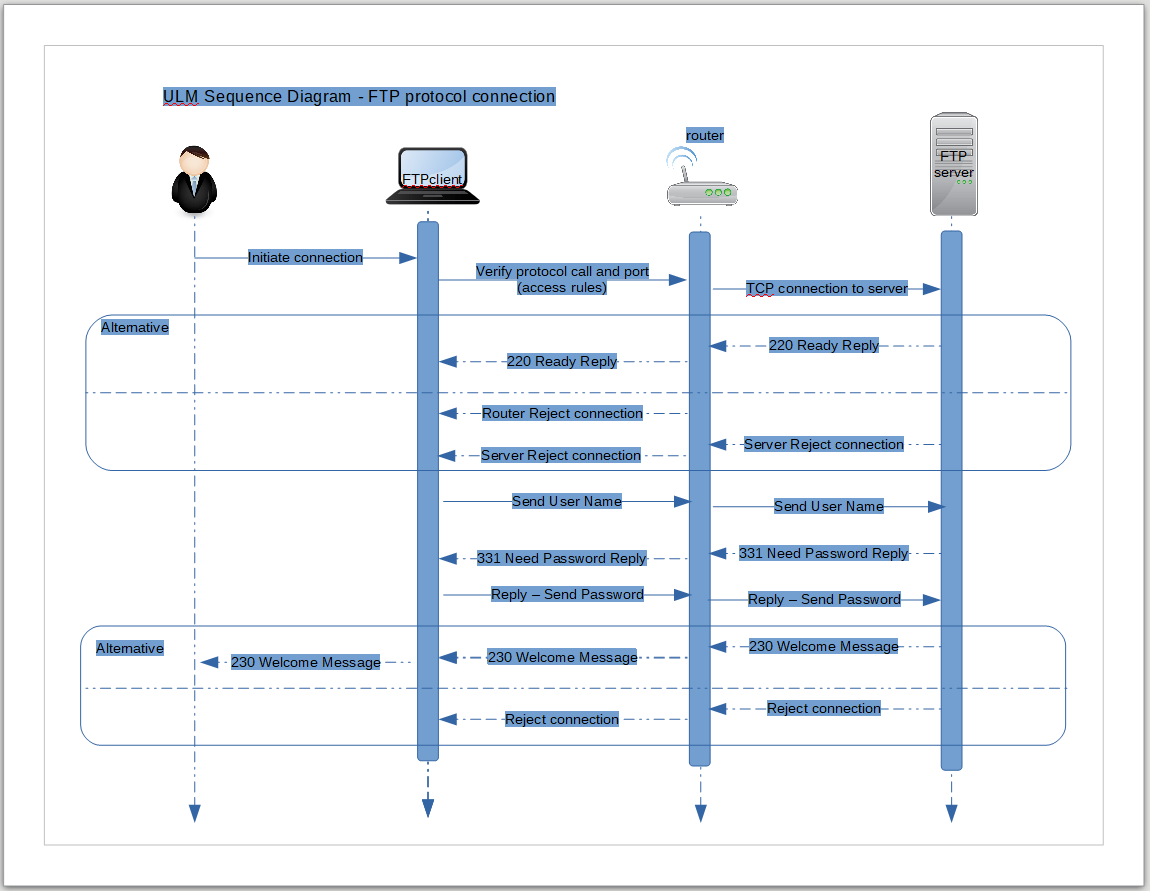 ULM Sequence Diagram - FTP protocol connection
router
FTPclient
FTP
server
Initiate connection
Verify protocol call and port
(access rules)
TCP connection to server
Alternative
220 Ready Reply
220 Ready Reply
Router Reject connection
Server Reject connection
Server Reject connection
Send User Name
Send User Name
331 Need Password Reply
331 Need Password Reply
Reply – Send Password
Reply – Send Password
Alternative
230 Welcome Message
230 Welcome Message
230 Welcome Message
Reject connection
Reject connection